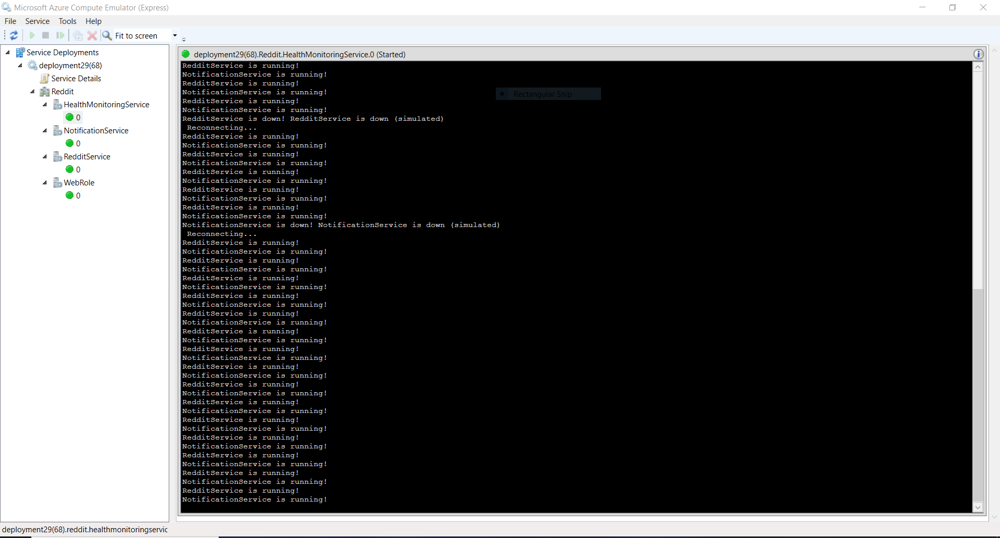 Microsoft Azure Compute Emulator (Express)
File Service Tools Help
Fit to screen
Service Deployments
deployment29(68)
Service Details
Reddit
HealthMonitoringService
0
NotificationService
0
RedditService
0
WebRole
0
deployment29(68).Reddit.HealthMonitoringService.0 (Started)
RedditService is running!
NotificationService is running!
RedditService is running!
NotificationService is running!
RedditService is running!
NotificationService is running!
RedditService is down! RedditService is down (simulated)
Reconnecting...
RedditService is running!
NotificationService is running!
RedditService is running!
NotificationService is running!
RedditService is running!
NotificationService is running!
RedditService is running!
NotificationService is running!
RedditService is running!
NotificationService is running!
NotificationService is down! NotificationService is down (simulated)
Reconnecting...
RedditService is running!
NotificationService is running!
RedditService is running!
NotificationService is running!
RedditService is running!
NotificationService is running!
RedditService is running!
NotificationService is running!
RedditService is running!
NotificationService is running!
RedditService is running!
NotificationService is running!
RedditService is running!
NotificationService is running!
RedditService is running!
NotificationService is running!
RedditService is running!
NotificationService is running!
RedditService is running!
NotificationService is running!
RedditService is running!
NotificationService is running!
RedditService is running!
NotificationService is running!
RedditService is running!
NotificationService is running!
RedditService is running!
NotificationService is running!
RedditService is running!
NotificationService is running!
Rectangular Snip
deployment29(68).reddit.healthmonitoringservic